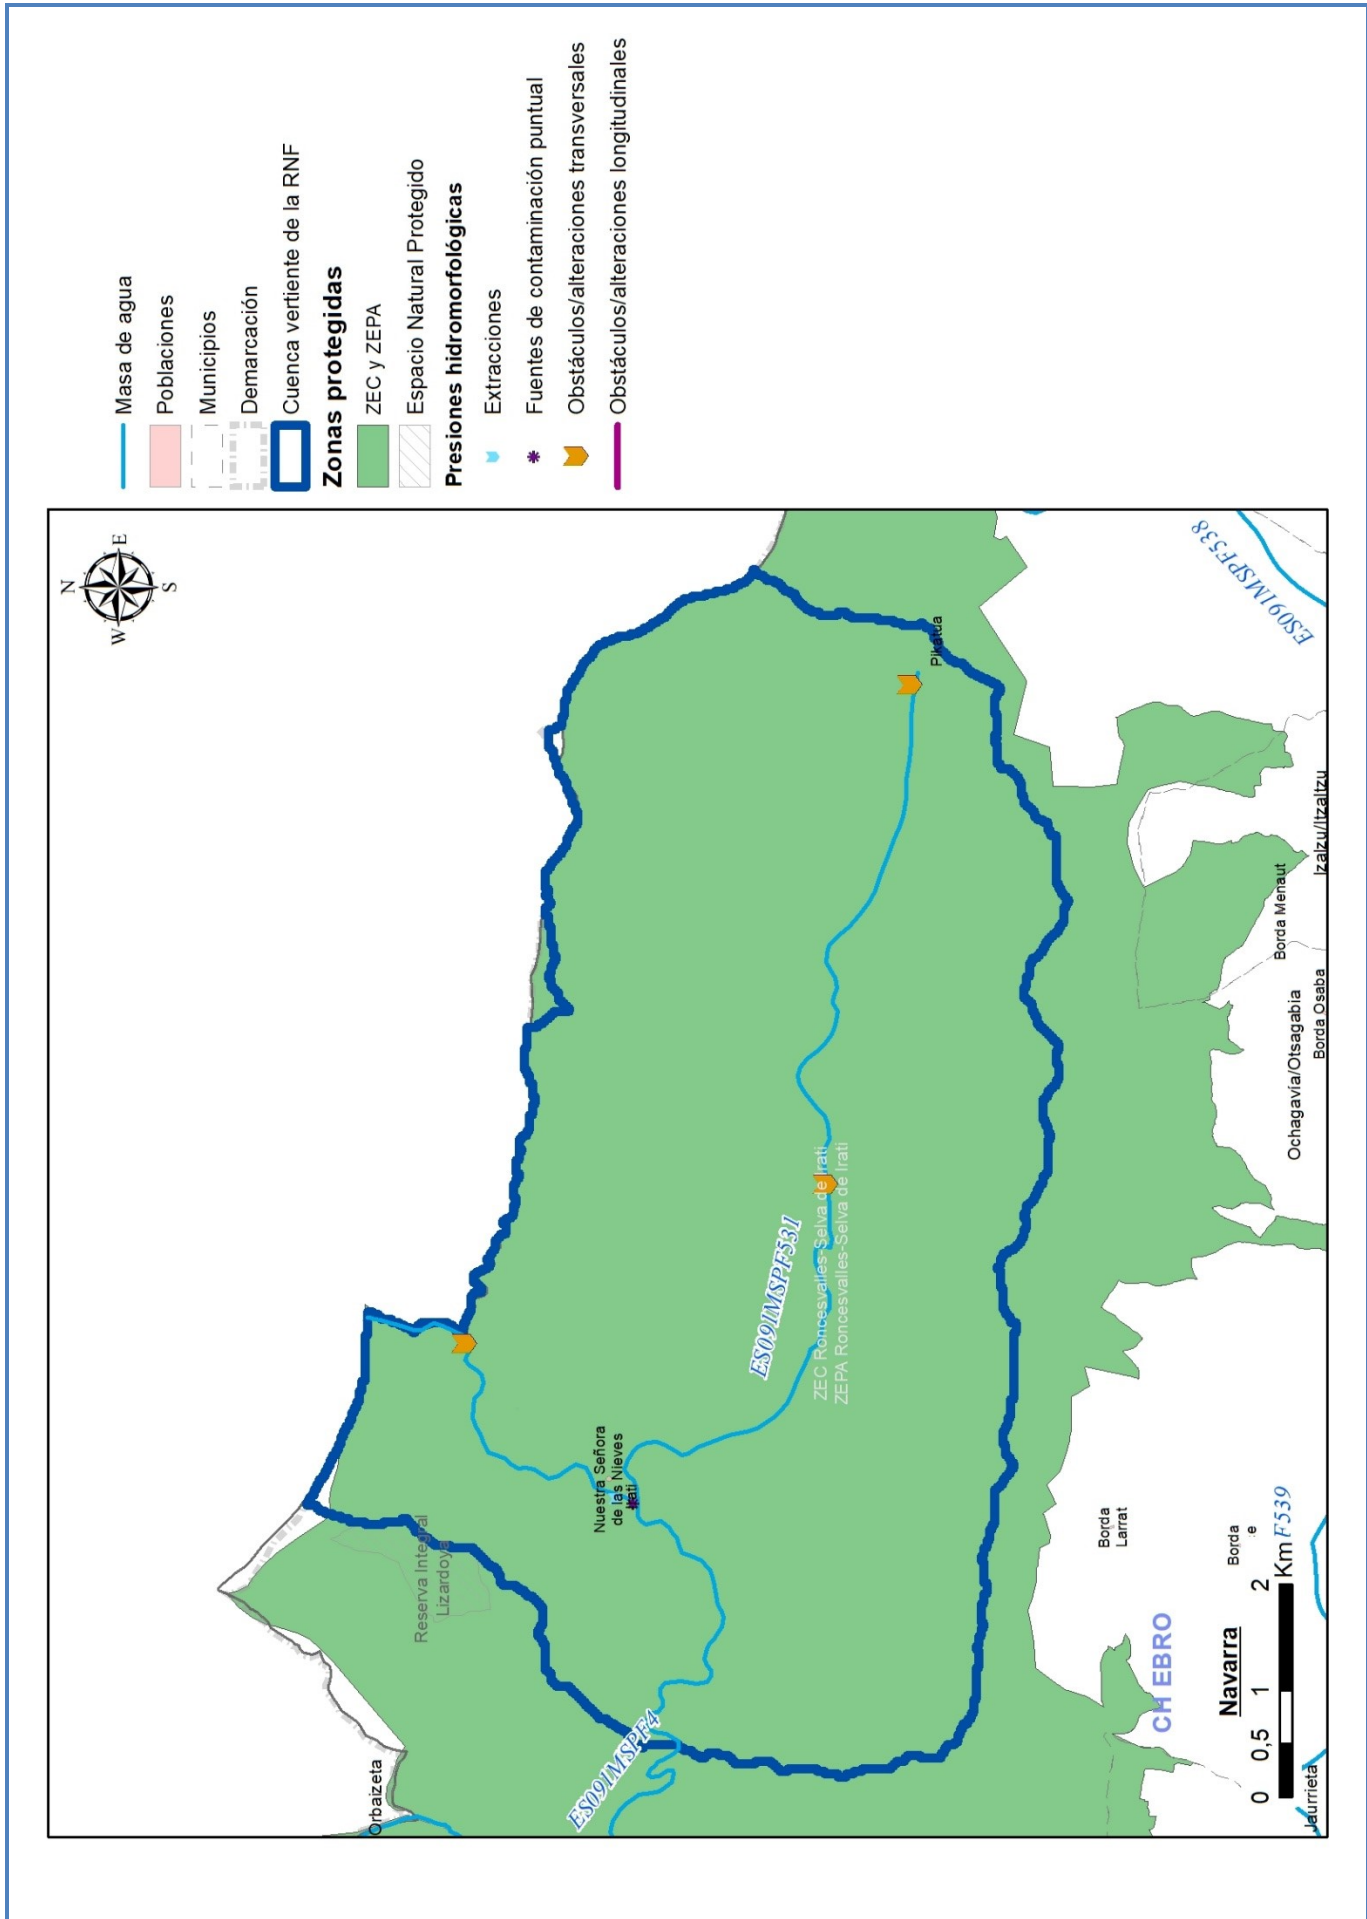 Masa de agua
Poblaciones
Municipios
Demarcación
Cuenca vertiente de la RNF
Zonas protegidas
ZEC y ZEPA
Espacio Natural Protegido
Presiones hidromorfológicas
Extracciones
Fuentes de contaminación puntual
Obstáculos/alteraciones transversales
Obstáculos/alteraciones longitudinales
N
W
E
S
Orbaizeta
Reserva Integral
Lizardoya
ES091MSPF4
Nuestra Señora
de las Nieves
Irati
ES091MSPF531
ZEC Roncesvalles-Selva de Irati
ZEPA Roncesvalles-Selva de Irati
Pikatua
ES091MSPF538
Borda
Larrat
CH EBRO
Navarra
Borda
e
0 0,5 1 2
Km
F539
Jaurrieta
Ochagavía/Otsagabia
Borda Osaba
Borda Menaut
Izalzu/Itzaltzu